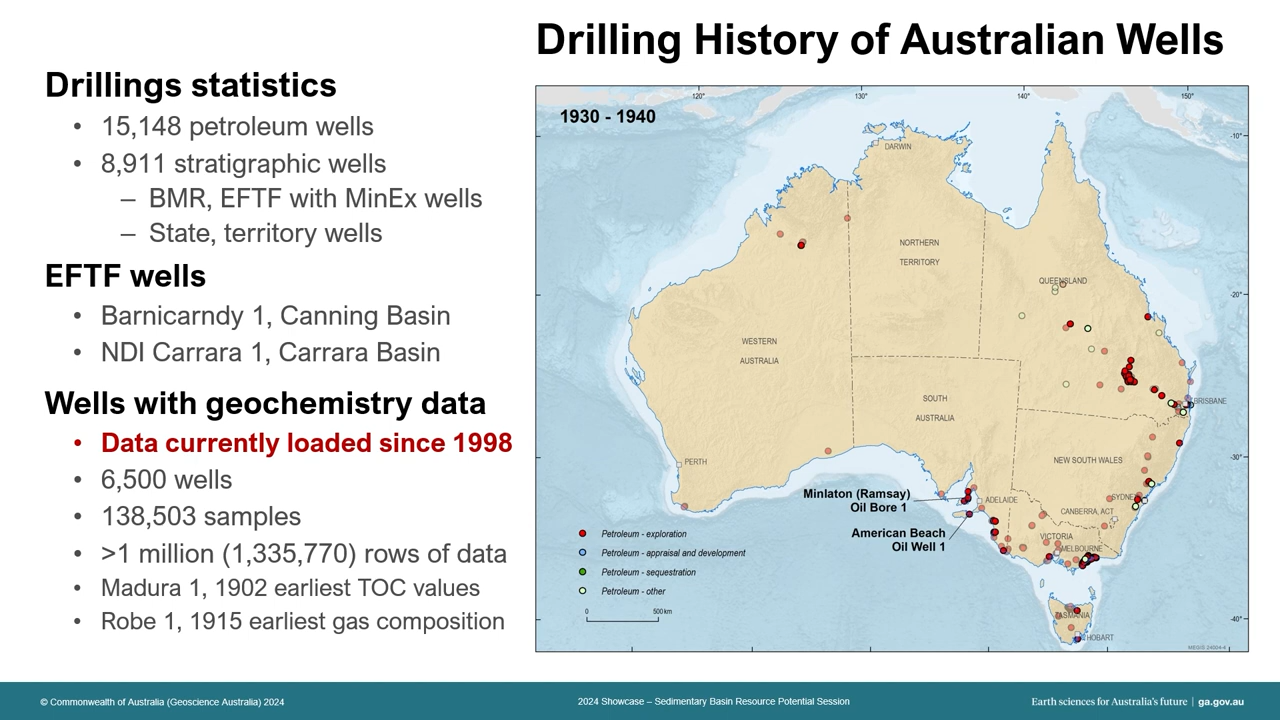 Drilling History of Australian Wells
Drillings statistics
• 15,148 petroleum wells
• 8,911 stratigraphic wells
– BMR, EFTF with MinEx wells
– State, territory wells
EFTF wells
• Barnicarndy 1, Canning Basin
• NDI Carrara 1, Carrara Basin
Wells with geochemistry data
• Data currently loaded since 1998
• 6,500 wells
• 138,503 samples
• >1 million (1,335,770) rows of data
• Madura 1, 1902 earliest TOC values
• Robe 1, 1915 earliest gas composition
120°
130°
140°
150°
1930 - 1940
-10°
DARWIN
NORTHERN
TERRITORY
QUEENSLAND
-20°
WESTERN
AUSTRALIA
SOUTH
AUSTRALIA
BRISBANE
-30°
PERTH
NEW SOUTH WALES
Minlaton (Ramsay)
Oil Bore 1
ADELAIDE
SYDNEY
CANBERRA, ACT
American Beach
Oil Well 1
VICTORIA
MELBOURNE
Petroleum - exploration
Petroleum - appraisal and development
Petroleum - sequestration
Petroleum - other
0 500 km
TASMANIA
-40°
HOBART
© Commonwealth of Australia (Geoscience Australia) 2024
2024 Showcase – Sedimentary Basin Resource Potential Session
Earth sciences for Australia's future | ga.gov.au